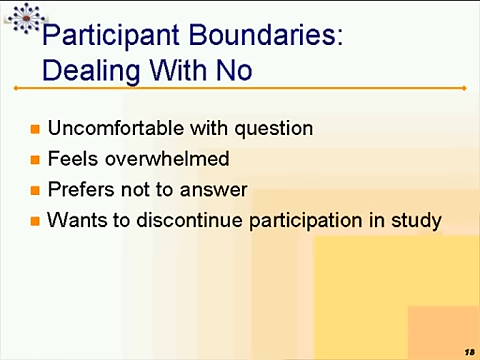 Participant Boundaries:
Dealing With No
Uncomfortable with question
Feels overwhelmed
Prefers not to answer
Wants to discontinue participation in study
18